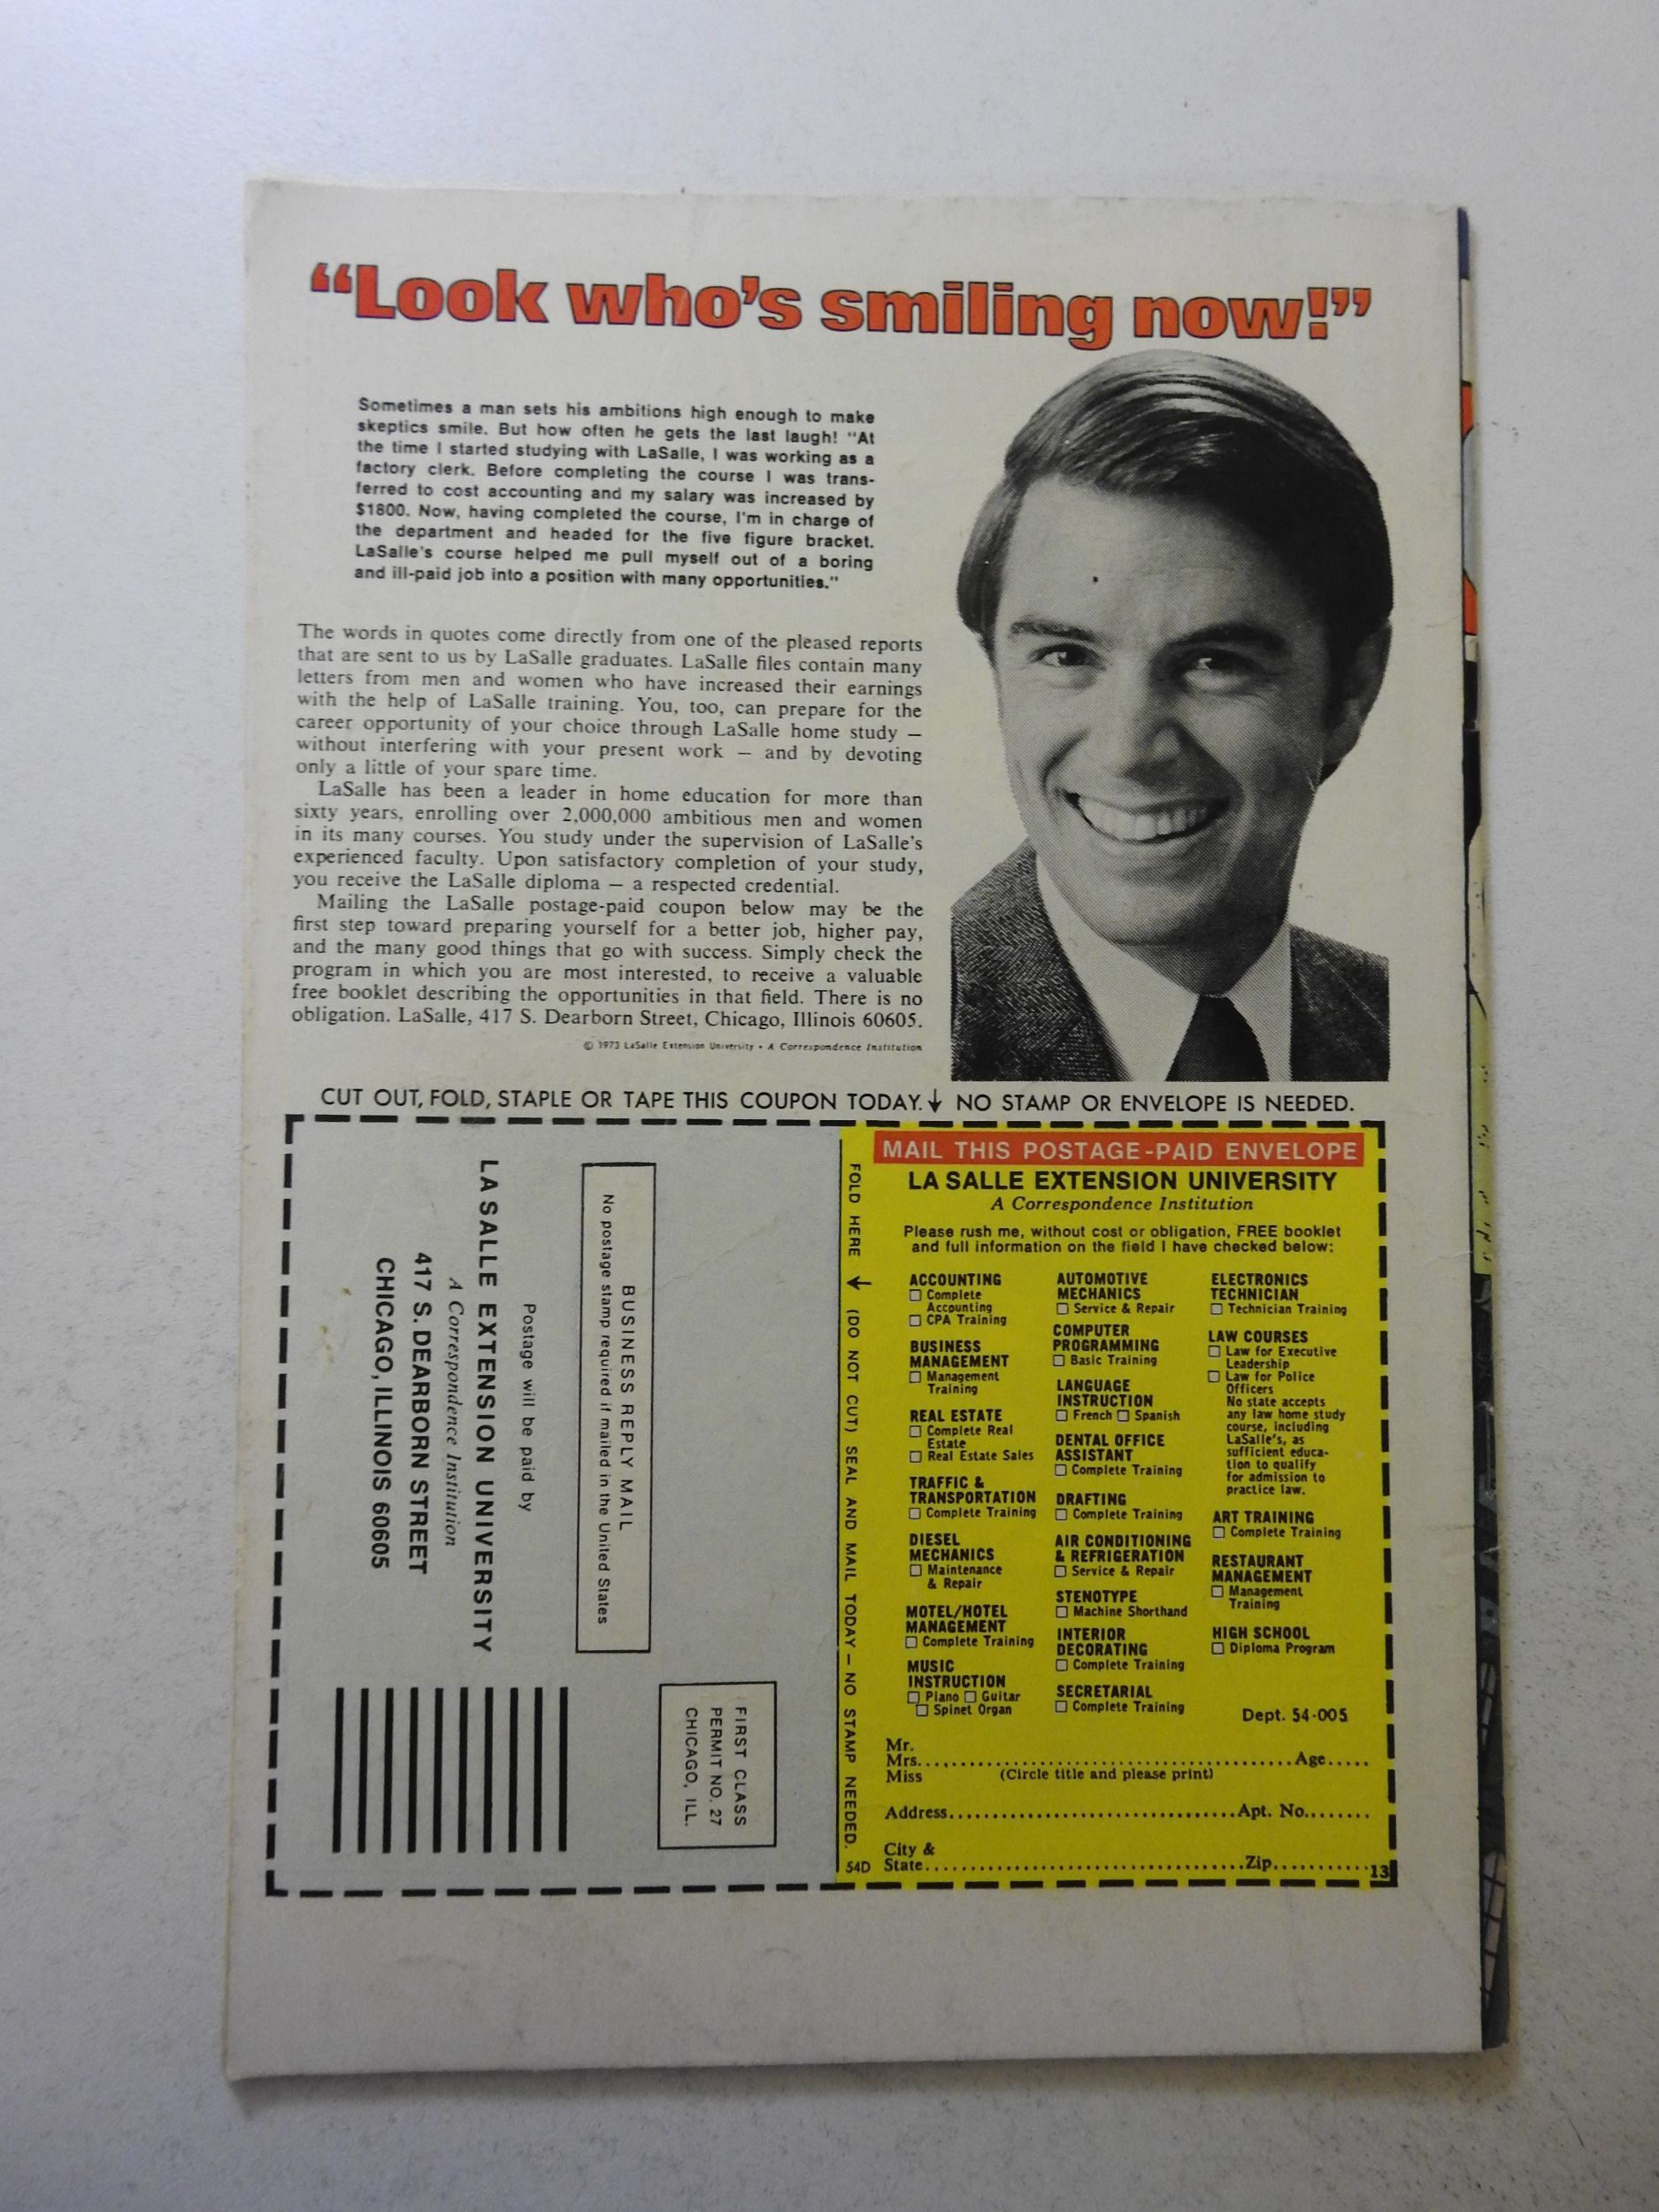 “Look who's smiling now!”
Sometimes a man sets his ambitions high enough to make
skeptics smile. But how often he gets the last laugh! “At
the time I started studying with LaSalle, I was working as a
factory clerk. Before completing the course I was trans-
ferred to cost accounting and my salary was increased by
$1800. Now, having completed the course, I'm in charge of
the department and headed for the five figure bracket.
LaSalle's course helped me pull myself out of a boring
and ill-paid job into a position with many opportunities.”
The words in quotes come directly from one of the pleased reports
that are sent to us by LaSalle graduates. LaSalle files contain many
letters from men and women who have increased their earnings
with the help of LaSalle training. You, too, can prepare for the
career opportunity of your choice through LaSalle home study —
without interfering with your present work — and by devoting
only a little of your spare time.
LaSalle has been a leader in home education for more than
sixty years, enrolling over 2,000,000 ambitious men and women
in its many courses. You study under the supervision of LaSalle's
experienced faculty. Upon satisfactory completion of your study,
you receive the LaSalle diploma — a respected credential.
Mailing the LaSalle postage-paid coupon below may be the
first step toward preparing yourself for a better job, higher pay,
and the many good things that go with success. Simply check the
program in which you are most interested, to receive a valuable
free booklet describing the opportunities in that field. There is no
obligation. LaSalle, 417 S. Dearborn Street, Chicago, Illinois 60605.
© 1973 LaSalle Extension University • A Correspondence Institution
CUT OUT, FOLD, STAPLE OR TAPE THIS COUPON TODAY. ↓ NO STAMP OR ENVELOPE IS NEEDED.
FIRST CLASS
PERMIT NO. 27
CHICAGO, ILL.
BUSINESS REPLY MAIL
No postage stamp required if mailed in the United States
Postage will be paid by
LA SALLE EXTENSION UNIVERSITY
A Correspondence Institution
417 S. DEARBORN STREET
CHICAGO, ILLINOIS 60605
FOLD HERE ↓ (DO NOT CUT) SEAL AND MAIL TODAY — NO STAMP NEEDED.
54D
MAIL THIS POSTAGE-PAID ENVELOPE
LA SALLE EXTENSION UNIVERSITY
A Correspondence Institution
Please rush me, without cost or obligation, FREE booklet
and full information on the field I have checked below:
ACCOUNTING
☐ Complete
Accounting
☐ CPA Training
BUSINESS
MANAGEMENT
☐ Management
Training
REAL ESTATE
☐ Complete Real
Estate
☐ Real Estate Sales
TRAFFIC &
TRANSPORTATION
☐ Complete Training
DIESEL
MECHANICS
☐ Maintenance
& Repair
MOTEL/HOTEL
MANAGEMENT
☐ Complete Training
MUSIC
INSTRUCTION
☐ Piano ☐ Guitar
☐ Spinet Organ
AUTOMOTIVE
MECHANICS
☐ Service & Repair
COMPUTER
PROGRAMMING
☐ Basic Training
LANGUAGE
INSTRUCTION
☐ French ☐ Spanish
DENTAL OFFICE
ASSISTANT
☐ Complete Training
DRAFTING
☐ Complete Training
AIR CONDITIONING
& REFRIGERATION
☐ Service & Repair
STENOTYPE
☐ Machine Shorthand
INTERIOR
DECORATING
☐ Complete Training
SECRETARIAL
☐ Complete Training
ELECTRONICS
TECHNICIAN
☐ Technician Training
LAW COURSES
☐ Law for Executive
Leadership
☐ Law for Police
Officers
No state accepts
any law home study
course, including
LaSalle's, as
sufficient educa-
tion to qualify
for admission to
practice law.
ART TRAINING
☐ Complete Training
RESTAURANT
MANAGEMENT
☐ Management
Training
HIGH SCHOOL
☐ Diploma Program
Dept. 54-005
Mr.
Mrs. Age
Miss (Circle title and please print)
Address Apt. No.
City &
State Zip 13